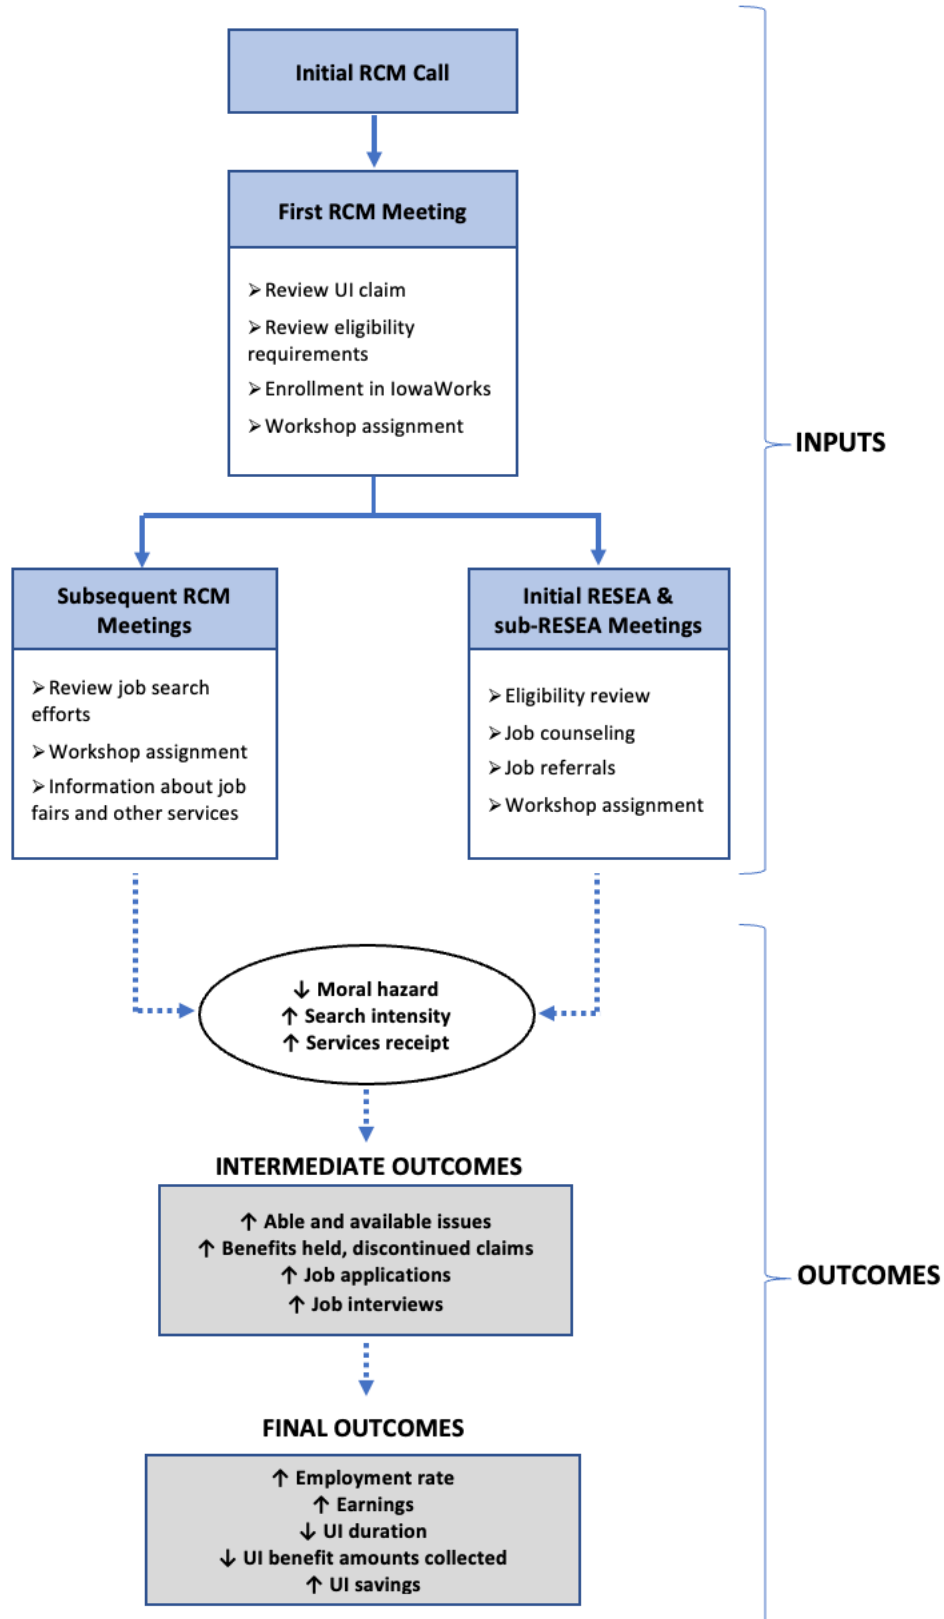 Initial RCM Call
First RCM Meeting
➢ Review UI claim
➢ Review eligibility
requirements
➢ Enrollment in IowaWorks
➢ Workshop assignment
INPUTS
Subsequent RCM
Meetings
➢ Review job search
efforts
➢ Workshop assignment
➢ Information about job
fairs and other services
Initial RESEA &
sub-RESEA Meetings
➢ Eligibility review
➢ Job counseling
➢ Job referrals
➢ Workshop assignment
↓ Moral hazard
↑ Search intensity
↑ Services receipt
INTERMEDIATE OUTCOMES
↑ Able and available issues
↑ Benefits held, discontinued claims
↑ Job applications
↑ Job interviews
OUTCOMES
FINAL OUTCOMES
↑ Employment rate
↑ Earnings
↓ UI duration
↓ UI benefit amounts collected
↑ UI savings